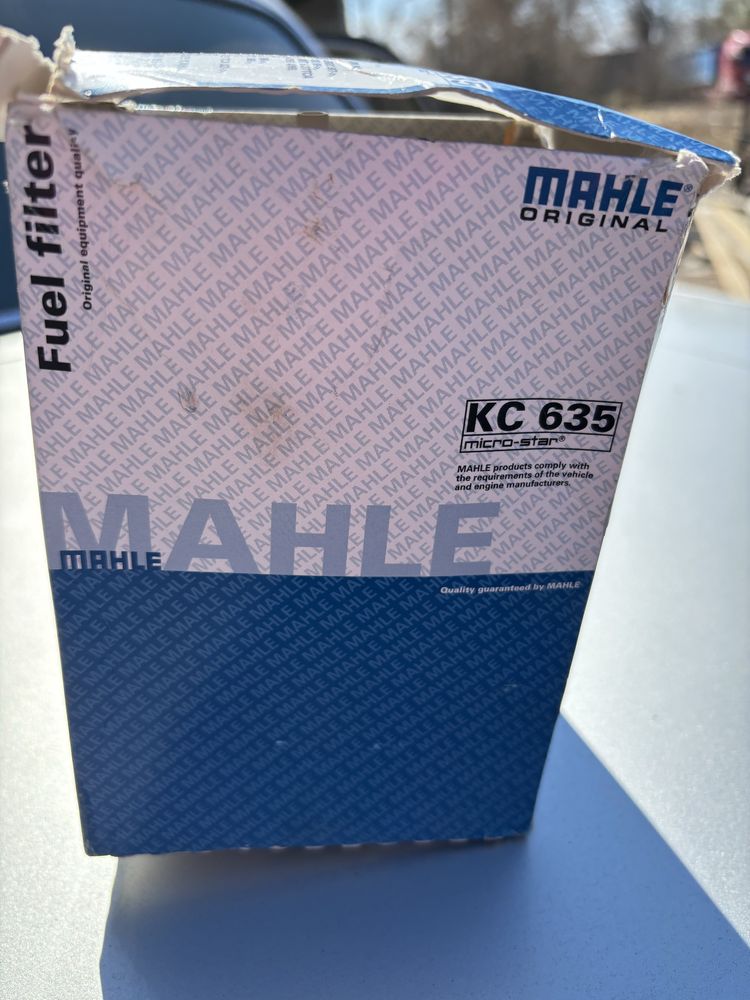 Fuel filter
Original equipment quality
MAHLE®
ORIGINAL
KC 635
micro-star®
MAHLE products comply with
the requirements of the vehicle
and engine manufacturers.
MAHLE
MAHLE
Quality guaranteed by MAHLE